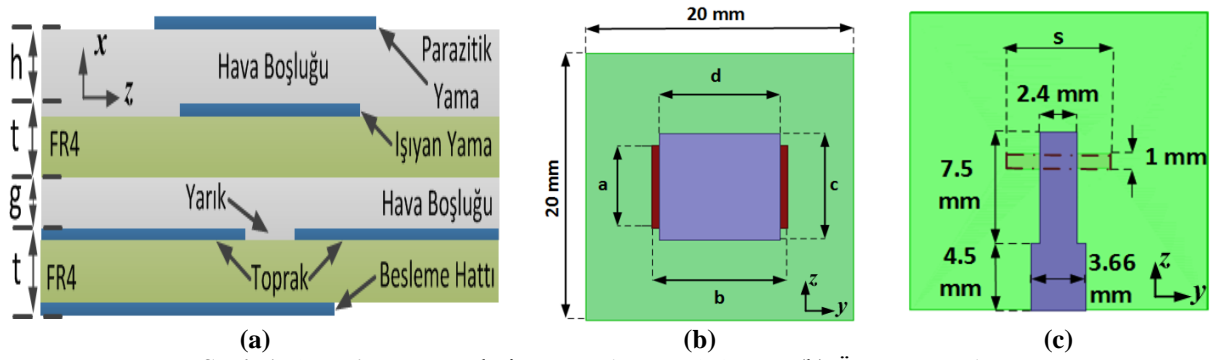 h
t
g
t
x
z
Hava Boşluğu
Parazitik
Yama
FR4
Işıyan Yama
Yarık
Hava Boşluğu
FR4
Toprak
Besleme Hattı
(a)
20 mm
20 mm
d
a
c
b
z
y
(b)
s
2.4 mm
7.5
mm
1 mm
4.5
mm
3.66
mm
z
y
(c)